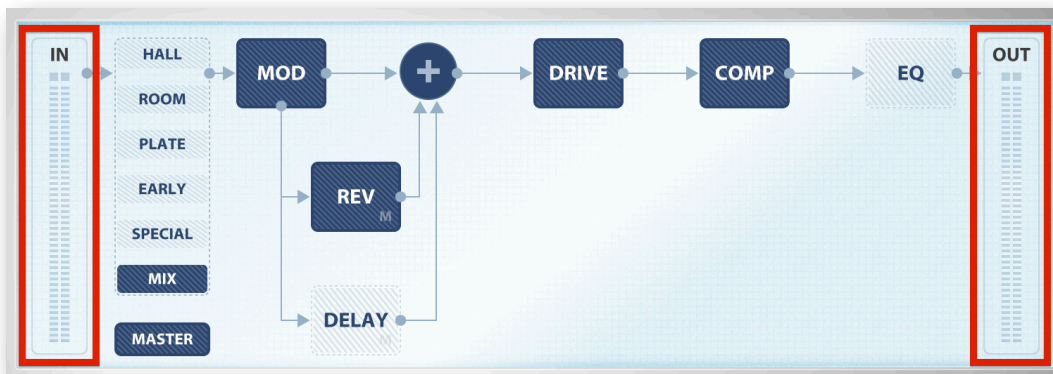 IN
HALL
ROOM
PLATE
EARLY
SPECIAL
MIX
MASTER
MOD
+
DRIVE
COMP
EQ
OUT
REV
M
DELAY
M